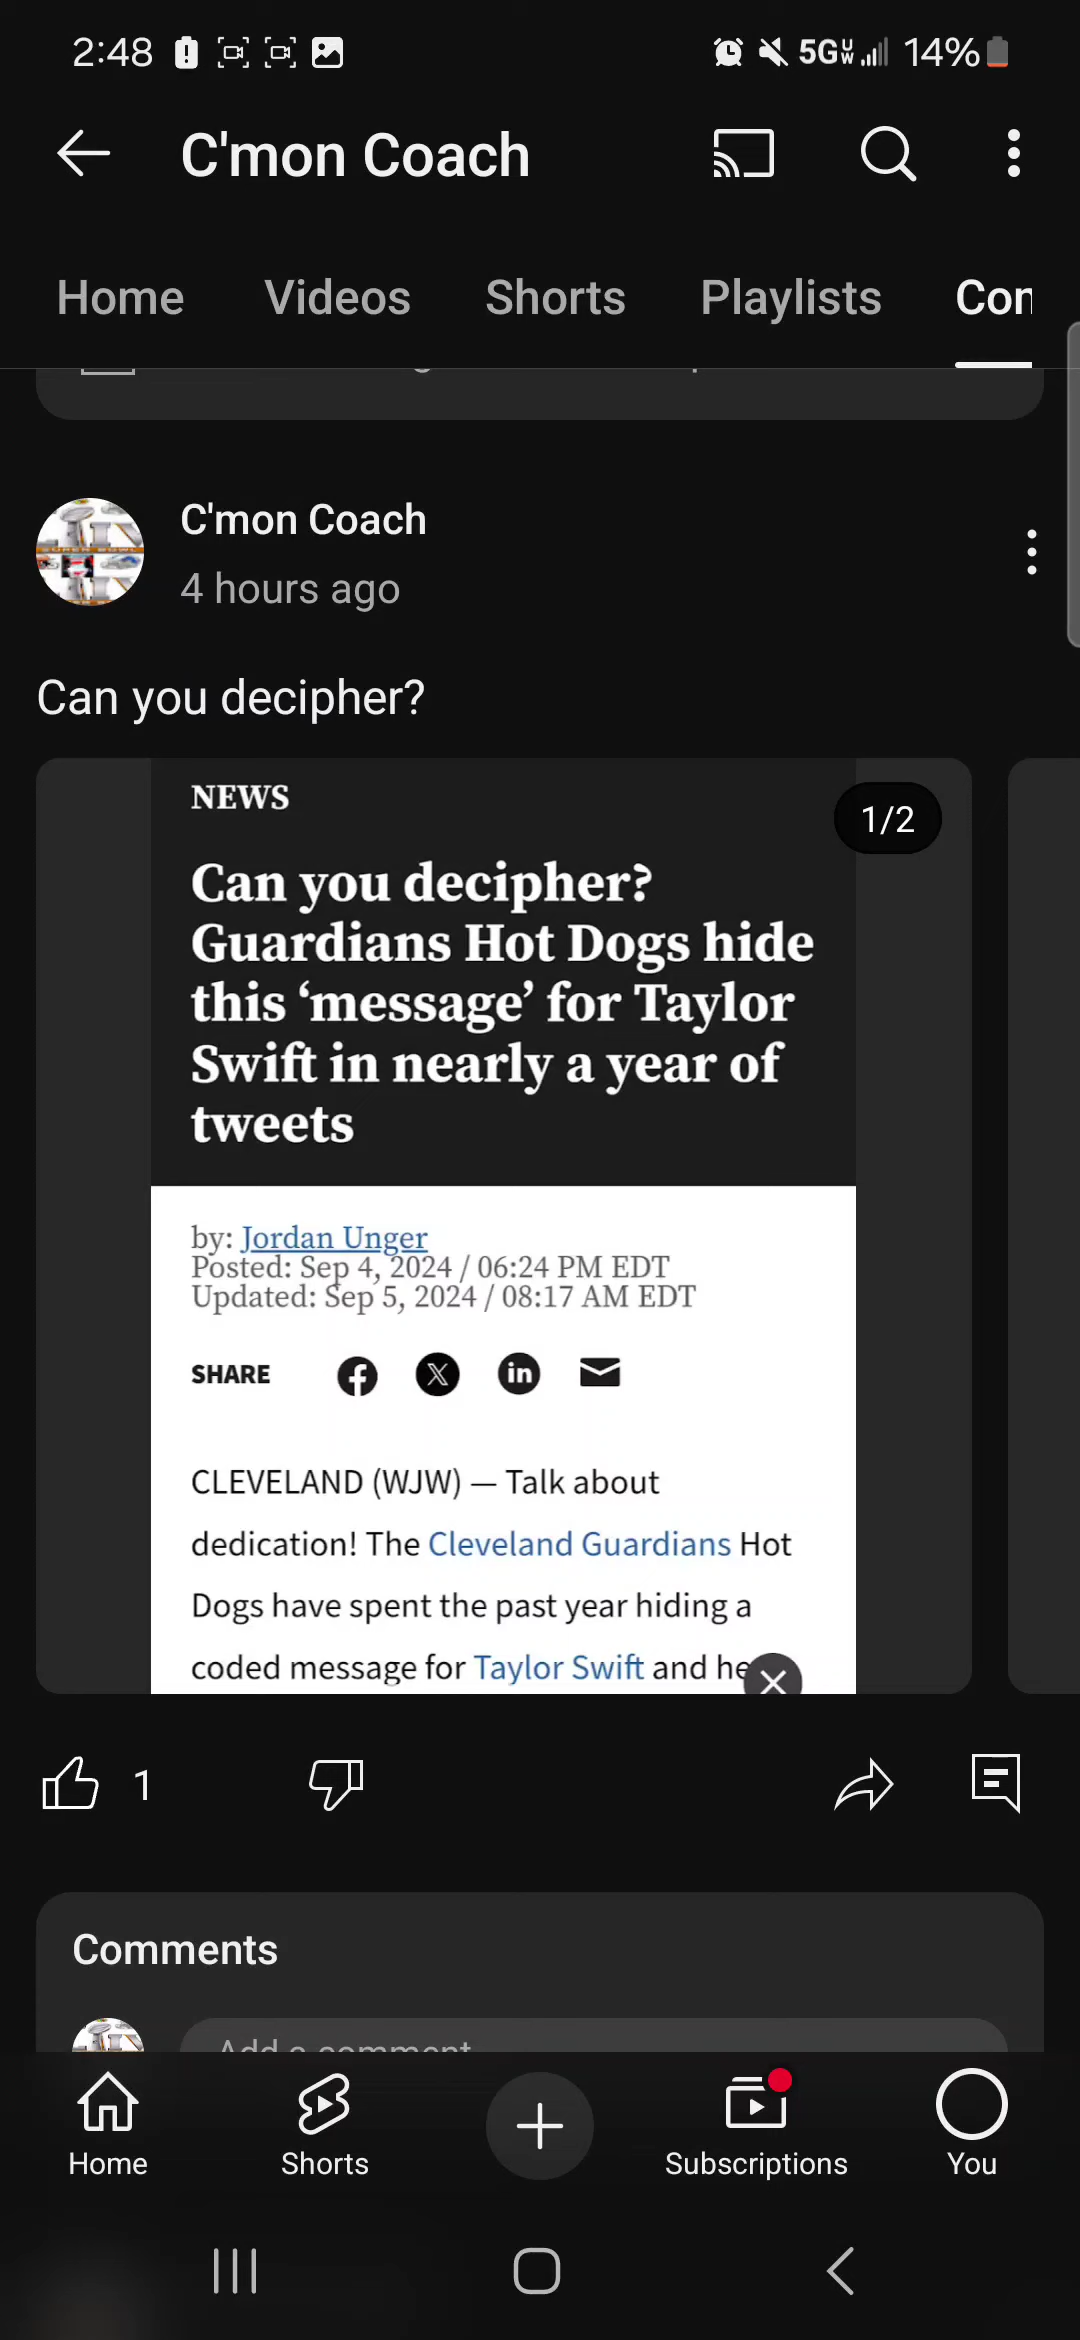 2:48
5G UW
14%
C'mon Coach
Home Videos Shorts Playlists Con
C'mon Coach
4 hours ago
Can you decipher?
NEWS
1/2
Can you decipher?
Guardians Hot Dogs hide
this ‘message’ for Taylor
Swift in nearly a year of
tweets
by: Jordan Unger
Posted: Sep 4, 2024 / 06:24 PM EDT
Updated: Sep 5, 2024 / 08:17 AM EDT
SHARE
CLEVELAND (WJW) — Talk about
dedication! The Cleveland Guardians Hot
Dogs have spent the past year hiding a
coded message for Taylor Swift and he
1
Comments
Add a comment
Home Shorts Subscriptions You